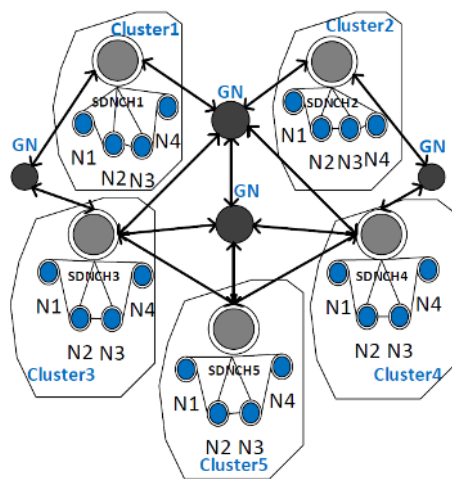 Cluster1
Cluster2
SDNCH1
GN
SDNCH2
N1
N4
N1
N2
N3
N2
N3
N4
GN
GN
GN
SDNCH3
SDNCH4
N1
N4
N1
N4
N2
N3
N2
N3
Cluster3
SDNCH5
Cluster4
N1
N4
N2
N3
Cluster5